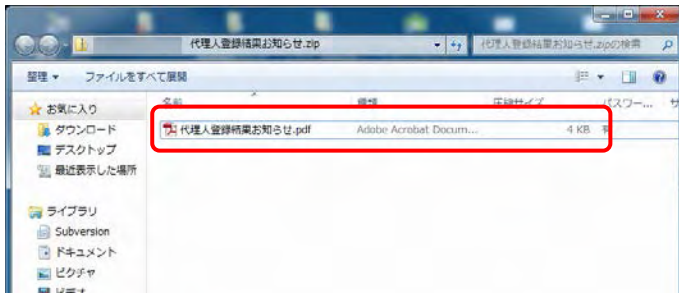 代理人登録結果お知らせ.zip
代理人登録結果お知らせ.zipの検索
整理 ファイルをすべて展開
お気に入り
名前 種類 圧縮サイズ パスワー... サ
代理人登録結果お知らせ.pdf Adobe Acrobat Docum... 4 KB 有
ダウンロード
デスクトップ
最近表示した場所
ライブラリ
Subversion
ドキュメント
ピクチャ
ビデオ